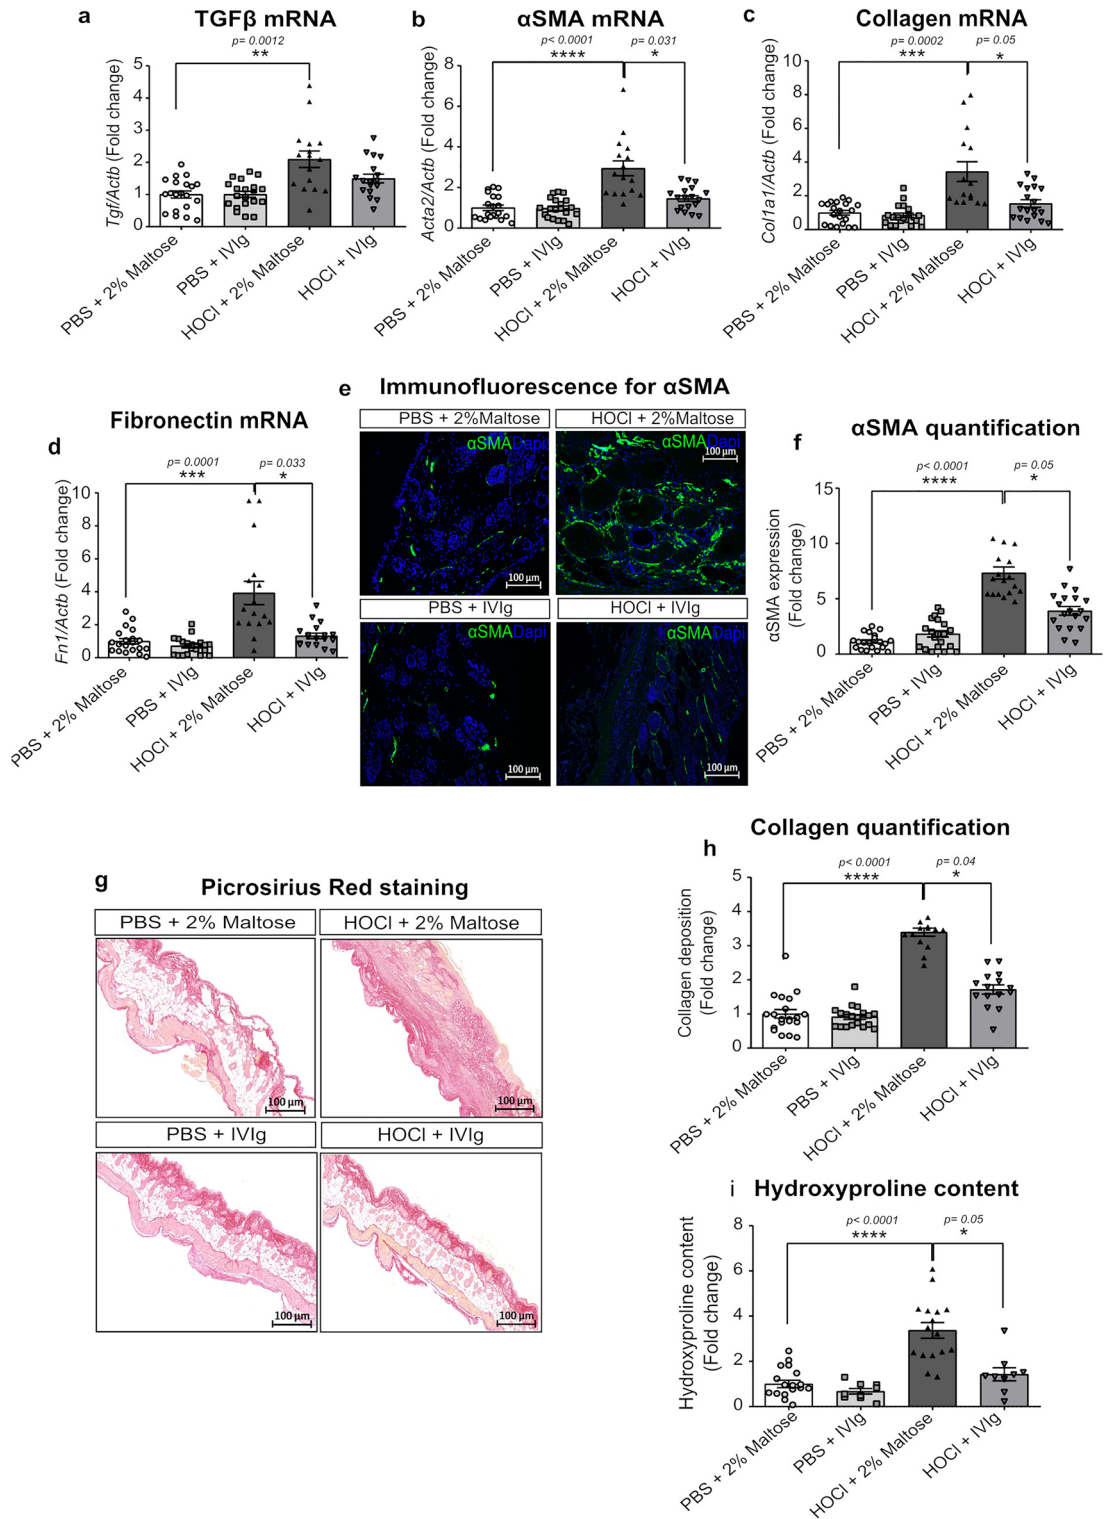 a
TGFβ mRNA
p= 0.0012
**
Tgf/Actb (Fold change)
5
4
3
2
1
0
PBS + 2% Maltose
PBS + IVIg
HOCl + 2% Maltose
HOCl + IVIg
b
αSMA mRNA
p< 0.0001
p= 0.031
****
*
Acta2/Actb (Fold change)
8
6
4
2
0
PBS + 2% Maltose
PBS + IVIg
HOCl + 2% Maltose
HOCl + IVIg
c
Collagen mRNA
p= 0.0002
p= 0.05
***
*
Col1a1/Actb (Fold change)
10
8
6
4
2
0
PBS + 2% Maltose
PBS + IVIg
HOCl + 2% Maltose
HOCl + IVIg
d
Fibronectin mRNA
p= 0.0001
p= 0.033
***
*
Fn1/Actb (Fold change)
10
8
6
4
2
0
PBS + 2% Maltose
PBS + IVIg
HOCl + 2% Maltose
HOCl + IVIg
e
Immunofluorescence for αSMA
PBS + 2%Maltose
HOCl + 2%Maltose
αSMADapi
100 µm
αSMADapi
100 µm
PBS + IVIg
HOCl + IVIg
αSMADapi
100 µm
αSMADapi
100 µm
f
αSMA quantification
p< 0.0001
p= 0.05
****
*
αSMA expression
(Fold change)
15
10
5
0
PBS + 2% Maltose
PBS + IVIg
HOCl + 2% Maltose
HOCl + IVIg
g
Picrosirius Red staining
PBS + 2% Maltose
HOCl + 2% Maltose
100 µm
100 µm
PBS + IVIg
HOCl + IVIg
100 µm
100 µm
h
Collagen quantification
p< 0.0001
p= 0.04
****
*
Collagen deposition
(Fold change)
5
4
3
2
1
0
PBS + 2% Maltose
PBS + IVIg
HOCl + 2% Maltose
HOCl + IVIg
i
Hydroxyproline content
p< 0.0001
p= 0.05
****
*
Hydroxyproline content
(Fold change)
8
6
4
2
0
PBS + 2% Maltose
PBS + IVIg
HOCl + 2% Maltose
HOCl + IVIg